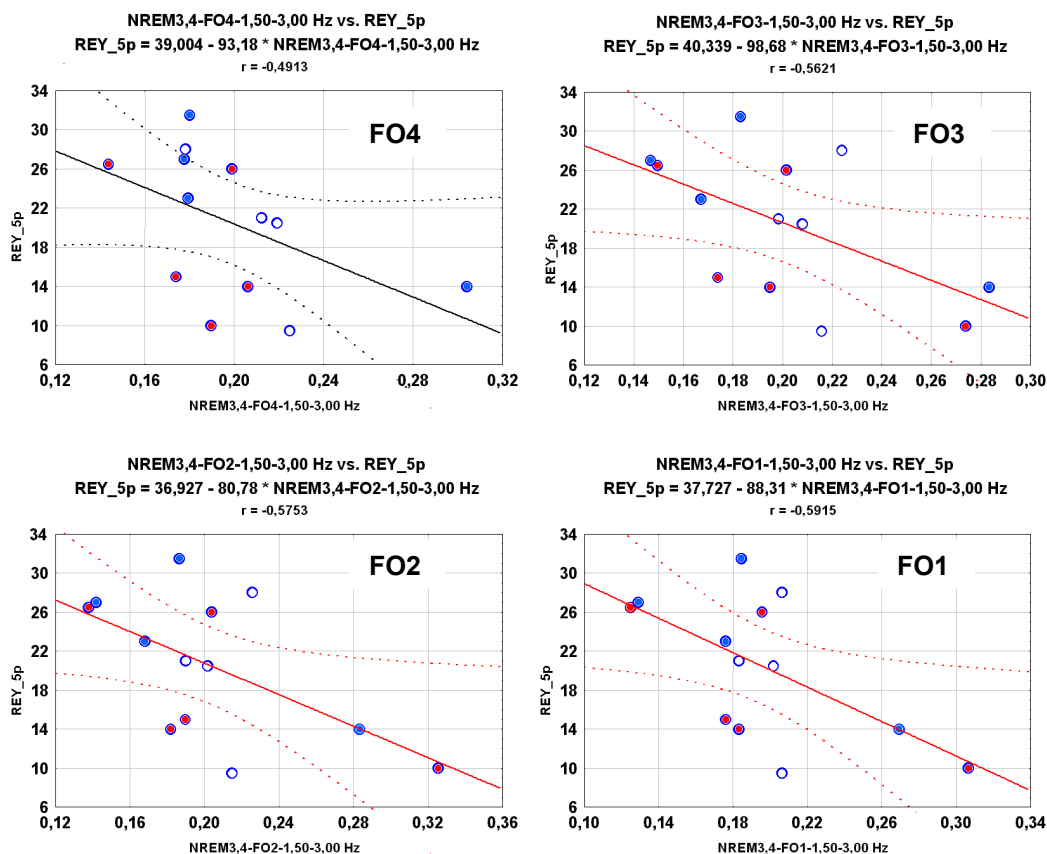 NREM3,4-FO4-1,50-3,00 Hz vs. REY_5p
REY_5p = 39,004 - 93,18 * NREM3,4-FO4-1,50-3,00 Hz
r = -0,4913
34
30
26
22
18
14
10
6
REY_5p
FO4
0,12
0,16
0,20
0,24
0,28
0,32
NREM3,4-FO4-1,50-3,00 Hz
NREM3,4-FO3-1,50-3,00 Hz vs. REY_5p
REY_5p = 40,339 - 98,68 * NREM3,4-FO3-1,50-3,00 Hz
r = -0,5621
34
30
26
22
18
14
10
6
REY_5p
FO3
0,12
0,14
0,16
0,18
0,20
0,22
0,24
0,26
0,28
0,30
NREM3,4-FO3-1,50-3,00 Hz
NREM3,4-FO2-1,50-3,00 Hz vs. REY_5p
REY_5p = 36,927 - 80,78 * NREM3,4-FO2-1,50-3,00 Hz
r = -0,5753
34
30
26
22
18
14
10
6
REY_5p
FO2
0,12
0,16
0,20
0,24
0,28
0,32
0,36
NREM3,4-FO2-1,50-3,00 Hz
NREM3,4-FO1-1,50-3,00 Hz vs. REY_5p
REY_5p = 37,727 - 88,31 * NREM3,4-FO1-1,50-3,00 Hz
r = -0,5915
34
30
26
22
18
14
10
6
REY_5p
FO1
0,10
0,14
0,18
0,22
0,26
0,30
0,34
NREM3,4-FO1-1,50-3,00 Hz